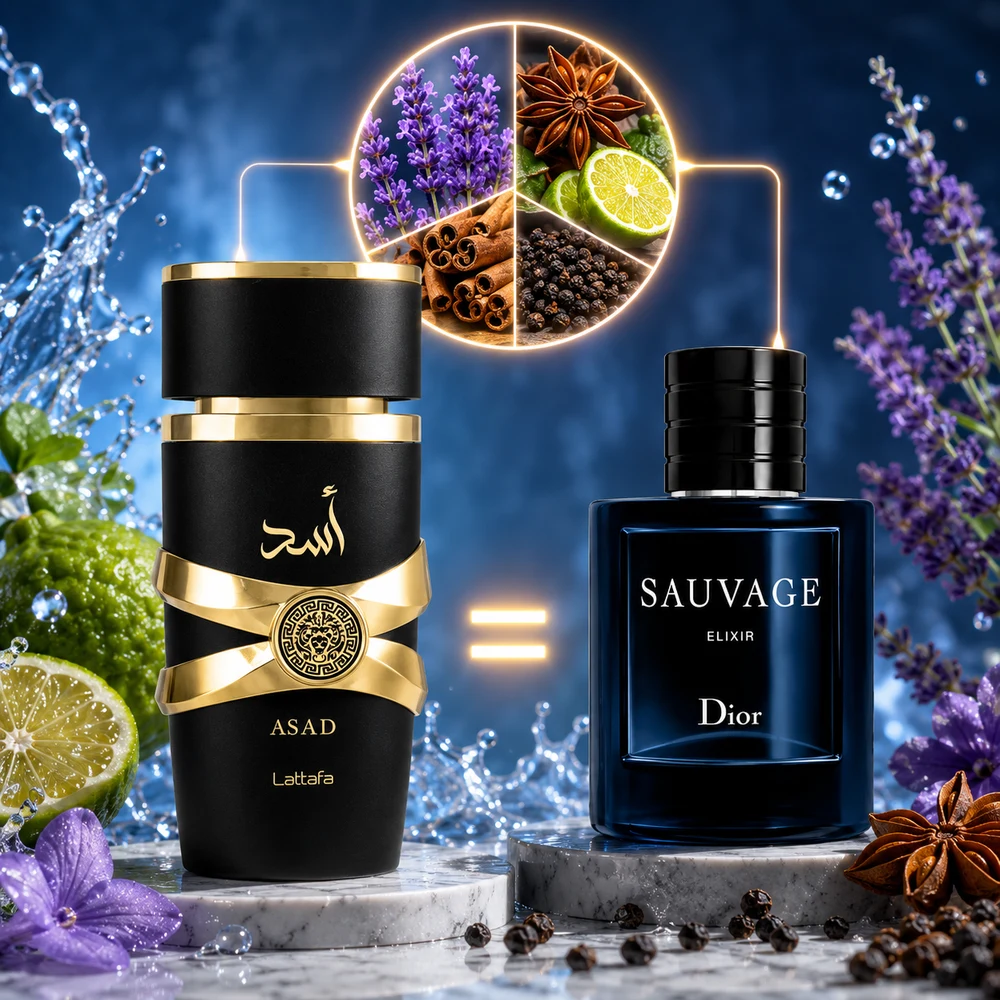 أسد
ASAD
Lattafa
=
SAUVAGE
ELIXIR
Dior